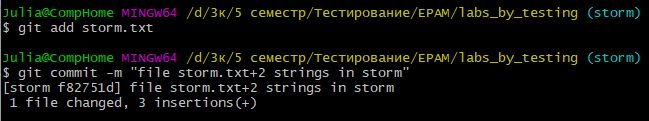 Julia@CompHome MINGW64 /d/3к/5 семестр/Тестирование/EPAM/labs_by_testing (storm)
$ git add storm.txt
Julia@CompHome MINGW64 /d/3к/5 семестр/Тестирование/EPAM/labs_by_testing (storm)
$ git commit -m "file storm.txt+2 strings in storm"
[storm f82751d] file storm.txt+2 strings in storm
1 file changed, 3 insertions(+)